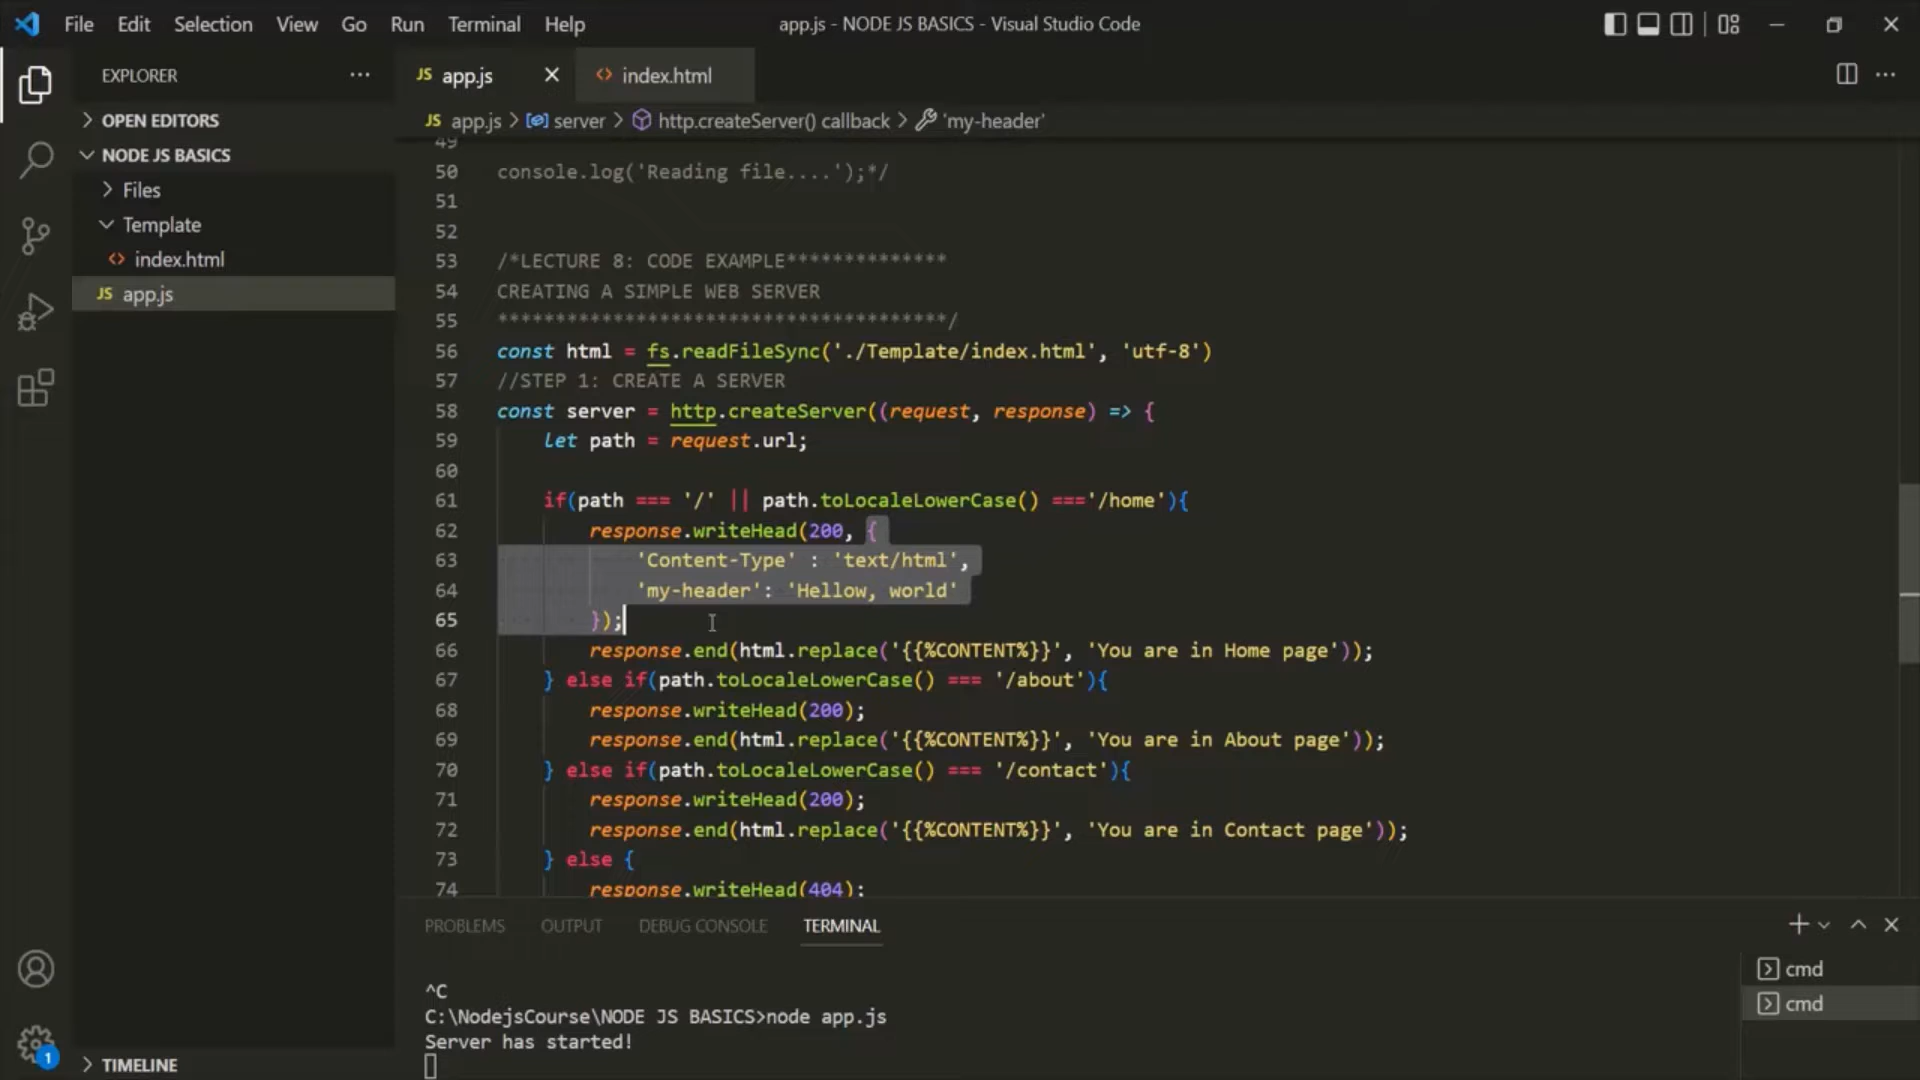 File Edit Selection View Go Run Terminal Help
app.js - NODE JS BASICS - Visual Studio Code
EXPLORER
OPEN EDITORS
NODE JS BASICS
Files
Template
<> index.html
JS app.js
TIMELINE
1
JS app.js
<> index.html
JS app.js > server > http.createServer() callback > 'my-header'
49
50 console.log('Reading file....');*/
51
52
53 /*LECTURE 8: CODE EXAMPLE**************
54 CREATING A SIMPLE WEB SERVER
55 ***************************************/
56 const html = fs.readFileSync('./Template/index.html', 'utf-8')
57 //STEP 1: CREATE A SERVER
58 const server = http.createServer((request, response) => {
59 let path = request.url;
60
61 if(path === '/' || path.toLocaleLowerCase() ==='/home'){
62 response.writeHead(200, {
63 'Content-Type' : 'text/html',
64 'my-header': 'Hellow, world'
65 });
66 response.end(html.replace('{{%CONTENT%}}', 'You are in Home page'));
67 } else if(path.toLocaleLowerCase() === '/about'){
68 response.writeHead(200);
69 response.end(html.replace('{{%CONTENT%}}', 'You are in About page'));
70 } else if(path.toLocaleLowerCase() === '/contact'){
71 response.writeHead(200);
72 response.end(html.replace('{{%CONTENT%}}', 'You are in Contact page'));
73 } else {
74 response.writeHead(404);
PROBLEMS OUTPUT DEBUG CONSOLE TERMINAL
^C
C:\NodejsCourse\NODE JS BASICS>node app.js
Server has started!
cmd
cmd